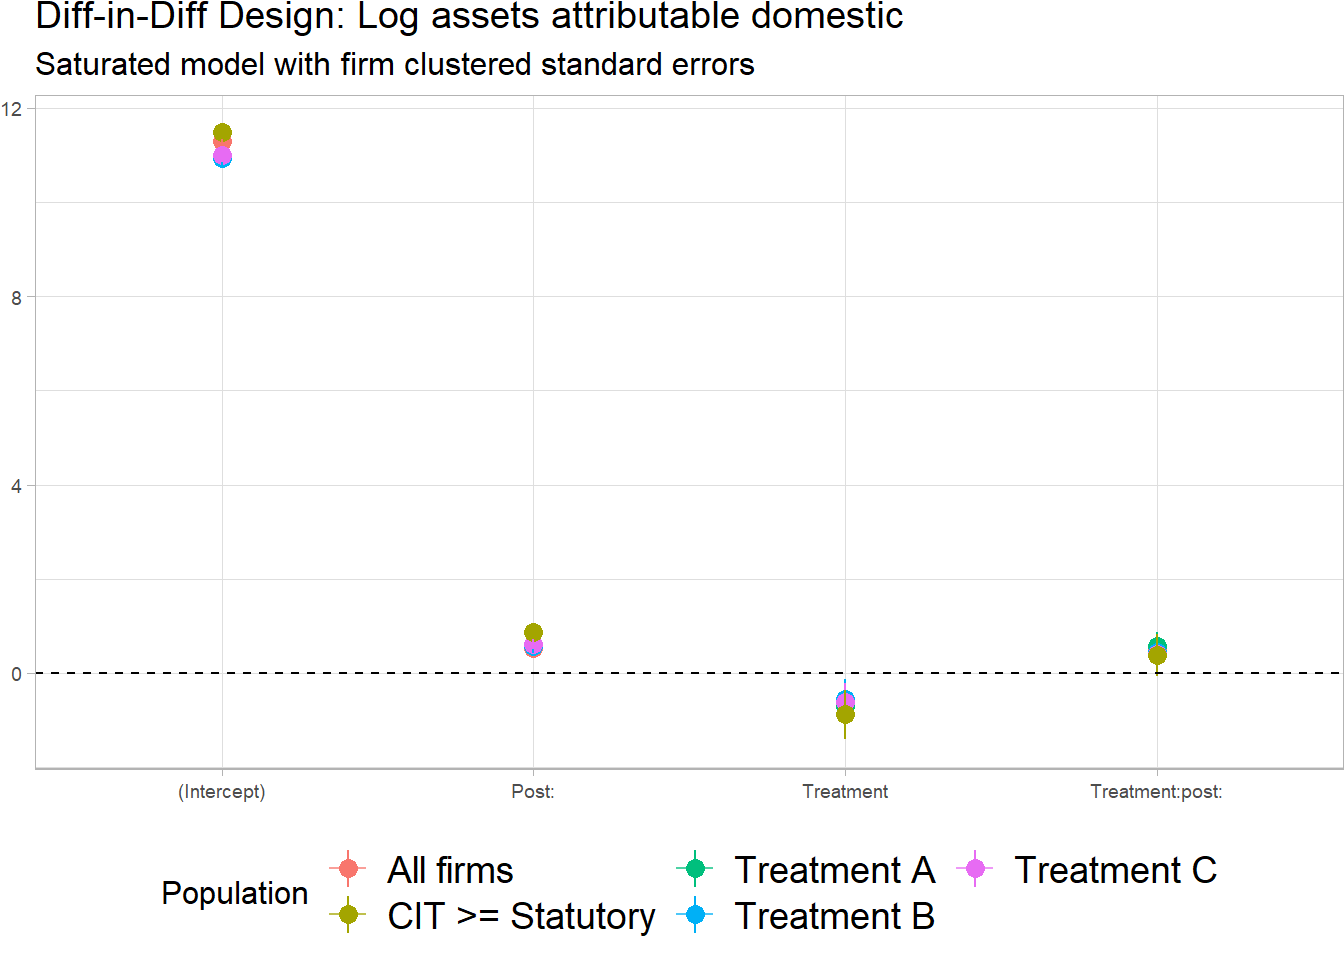 Diff-in-Diff Design: Log assets attributable domestic
Saturated model with firm clustered standard errors
12
8
4
0
(Intercept) Post: Treatment Treatment:post:
Population
All firms Treatment A Treatment C
CIT >= Statutory Treatment B